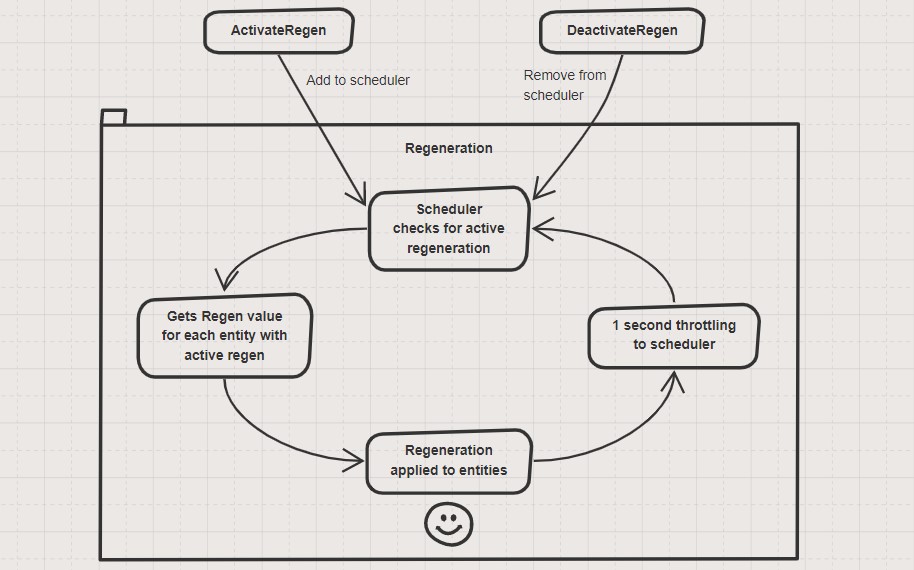 ActivateRegen
DeactivateRegen
Add to scheduler
Remove from
scheduler
Regeneration
Scheduler
checks for active
regeneration
Gets Regen value
for each entity with
active regen
1 second throttling
to scheduler
Regeneration
applied to entities